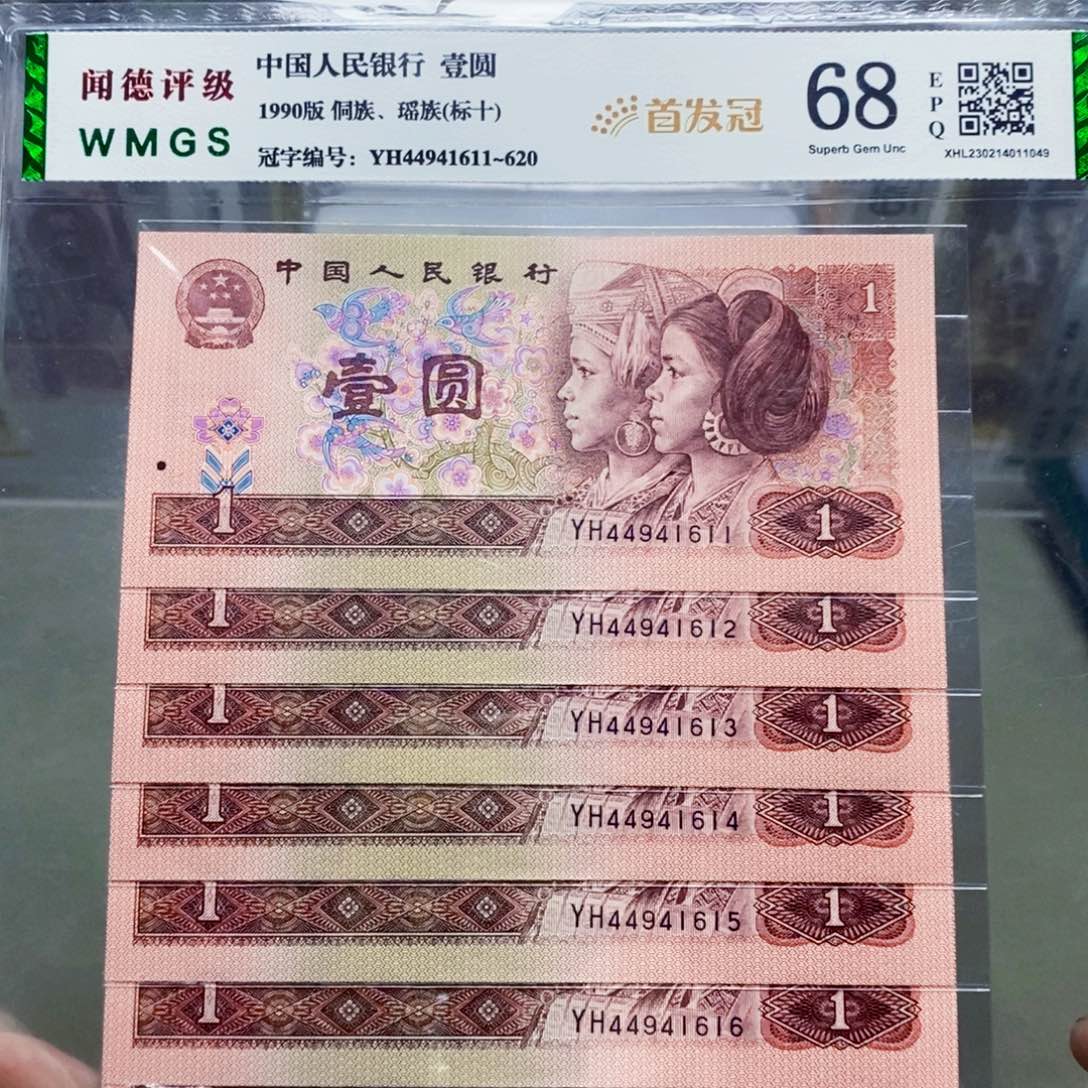 闻德评级
WMGS
中国人民银行 壹圆
1990版 侗族、瑶族(标十)
冠字编号：YH44941611~620
首发冠
68
Superb Gem Unc
EPQ
XHL230214011049
中国人民银行
1
壹圆
1
YH44941611
1
1
YH44941612
1
1
YH44941613
1
1
YH44941614
1
1
YH44941615
1
1
YH44941616
1